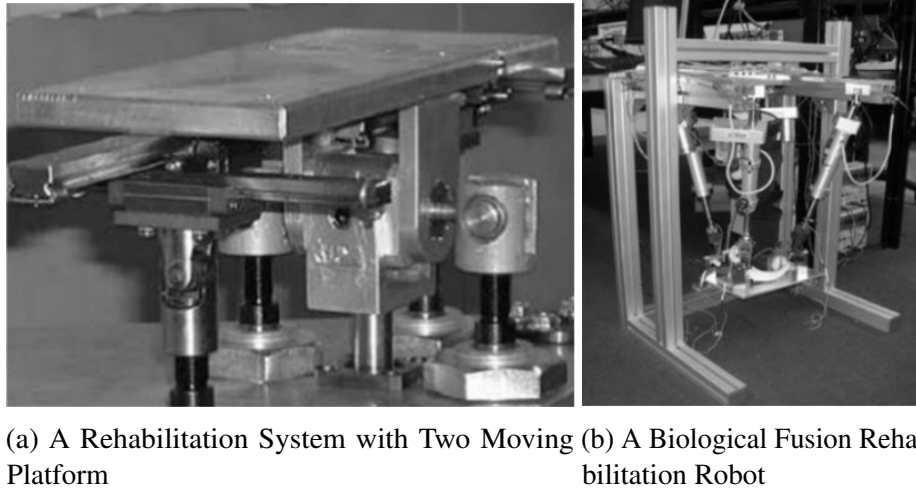 (a) A Rehabilitation System with Two Moving
Platform
(b) A Biological Fusion Reha
bilitation Robot